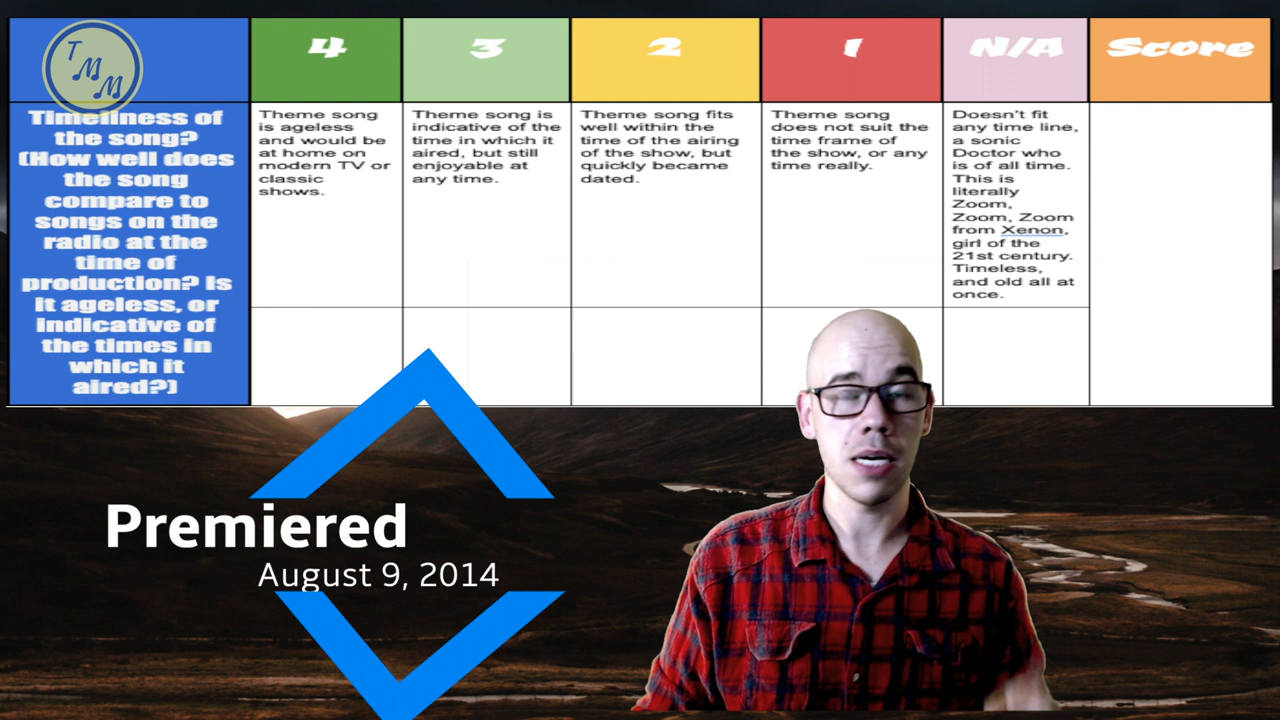 T
M
M
4
3
2
1
N/A
Score
Timeliness of
the song?
(How well does
the song
compare to
songs on the
radio at the
time of
production? Is
it ageless, or
indicative of
the times in
which it
aired?)
Theme song
is ageless
and would be
at home on
modern TV or
classic
shows.
Theme song is
indicative of the
time in which it
aired, but still
enjoyable at
any time.
Theme song fits
well within the
time of the airing
of the show, but
quickly became
dated.
Theme song
does not suit the
time frame of
the show, or any
time really.
Doesn't fit
any time line,
a sonic
Doctor who
is of all time.
This is
literally
Zoom,
Zoom, Zoom
from Xenon,
girl of the
21st century.
Timeless,
and old all at
once.
Premiered
August 9, 2014